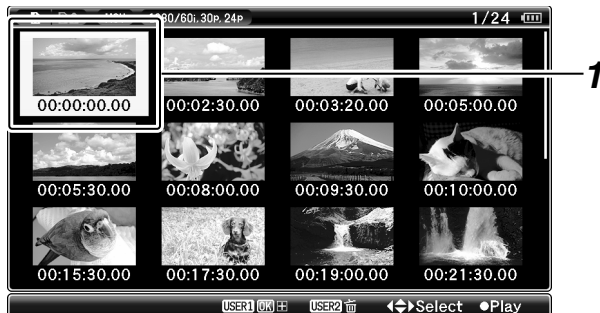 1080/60i, 30P, 24P 1/24
1
00:00:00.00 00:02:30.00 00:03:20.00 00:05:00.00
00:05:30.00 00:08:00.00 00:09:30.00 00:10:00.00
00:15:30.00 00:17:30.00 00:19:00.00 00:21:30.00
USER1 OK USER2 Select ●Play